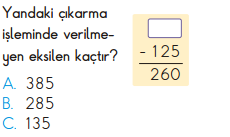 Yandaki çıkarma
işleminde verilme-
yen eksilen kaçtır?
A. 385
B. 285
C. 135
- 125
260